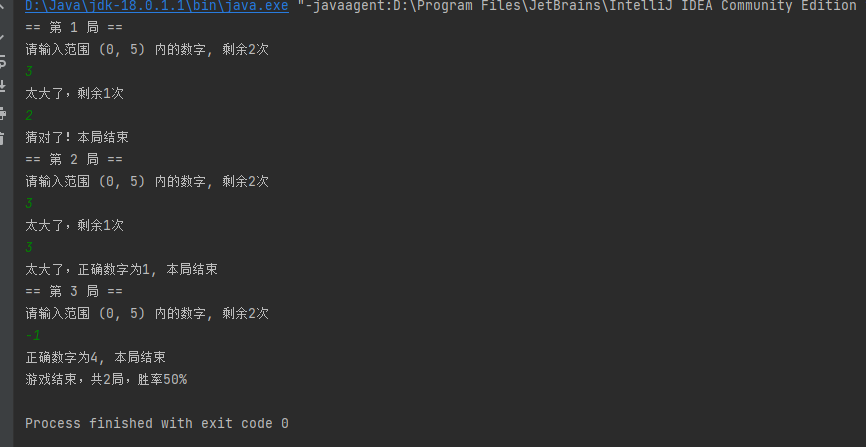 D:\Java\jdk-18.0.1.1\bin\java.exe "-javaagent:D:\Program Files\JetBrains\IntelliJ IDEA Community Edition
== 第 1 局 ==
请输入范围 (0, 5) 内的数字, 剩余2次
3
太大了，剩余1次
2
猜对了! 本局结束
== 第 2 局 ==
请输入范围 (0, 5) 内的数字, 剩余2次
3
太大了，剩余1次
3
太大了，正确数字为1, 本局结束
== 第 3 局 ==
请输入范围 (0, 5) 内的数字, 剩余2次
-1
正确数字为4, 本局结束
游戏结束，共2局，胜率50%
Process finished with exit code 0